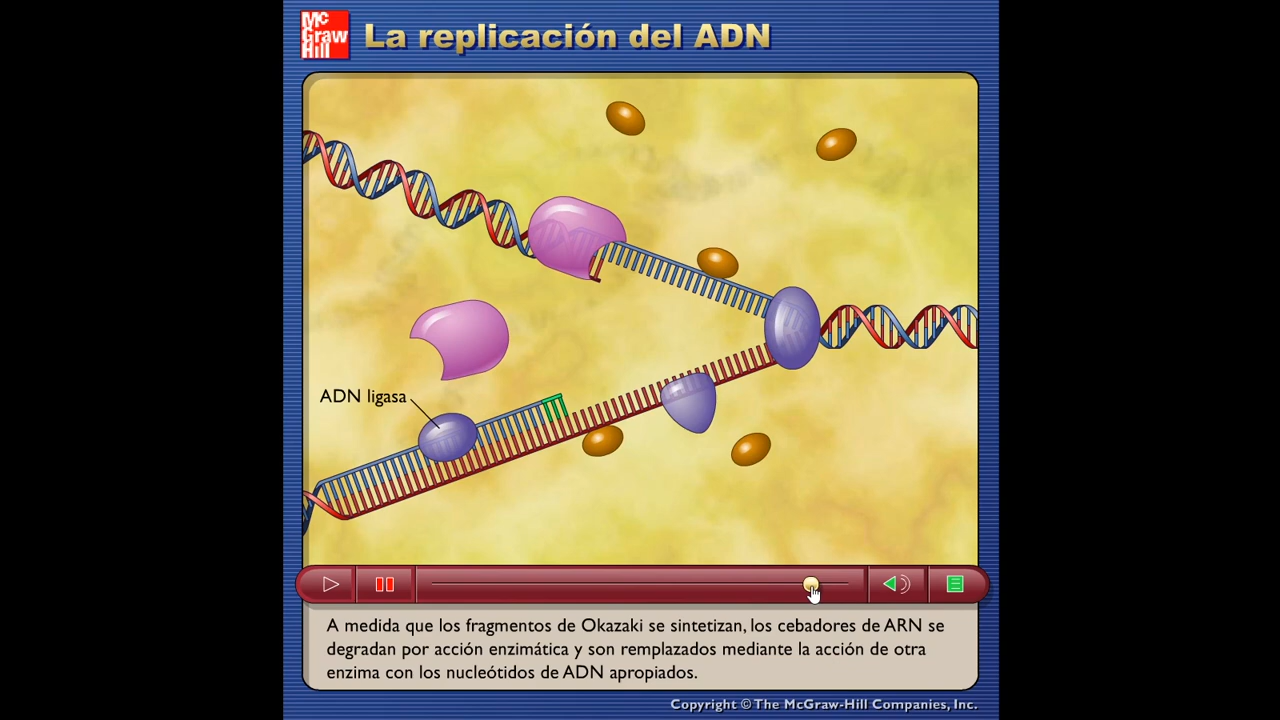 Mc
Graw
Hill
La replicación del ADN
ADN ligasa
A medida que los fragmentos de Okazaki se sintetizan, los cebadores de ARN se
degradan por acción enzimática y son remplazados mediante la acción de otra
enzima con los nucleótidos de ADN apropiados.
Copyright © The McGraw-Hill Companies, Inc.